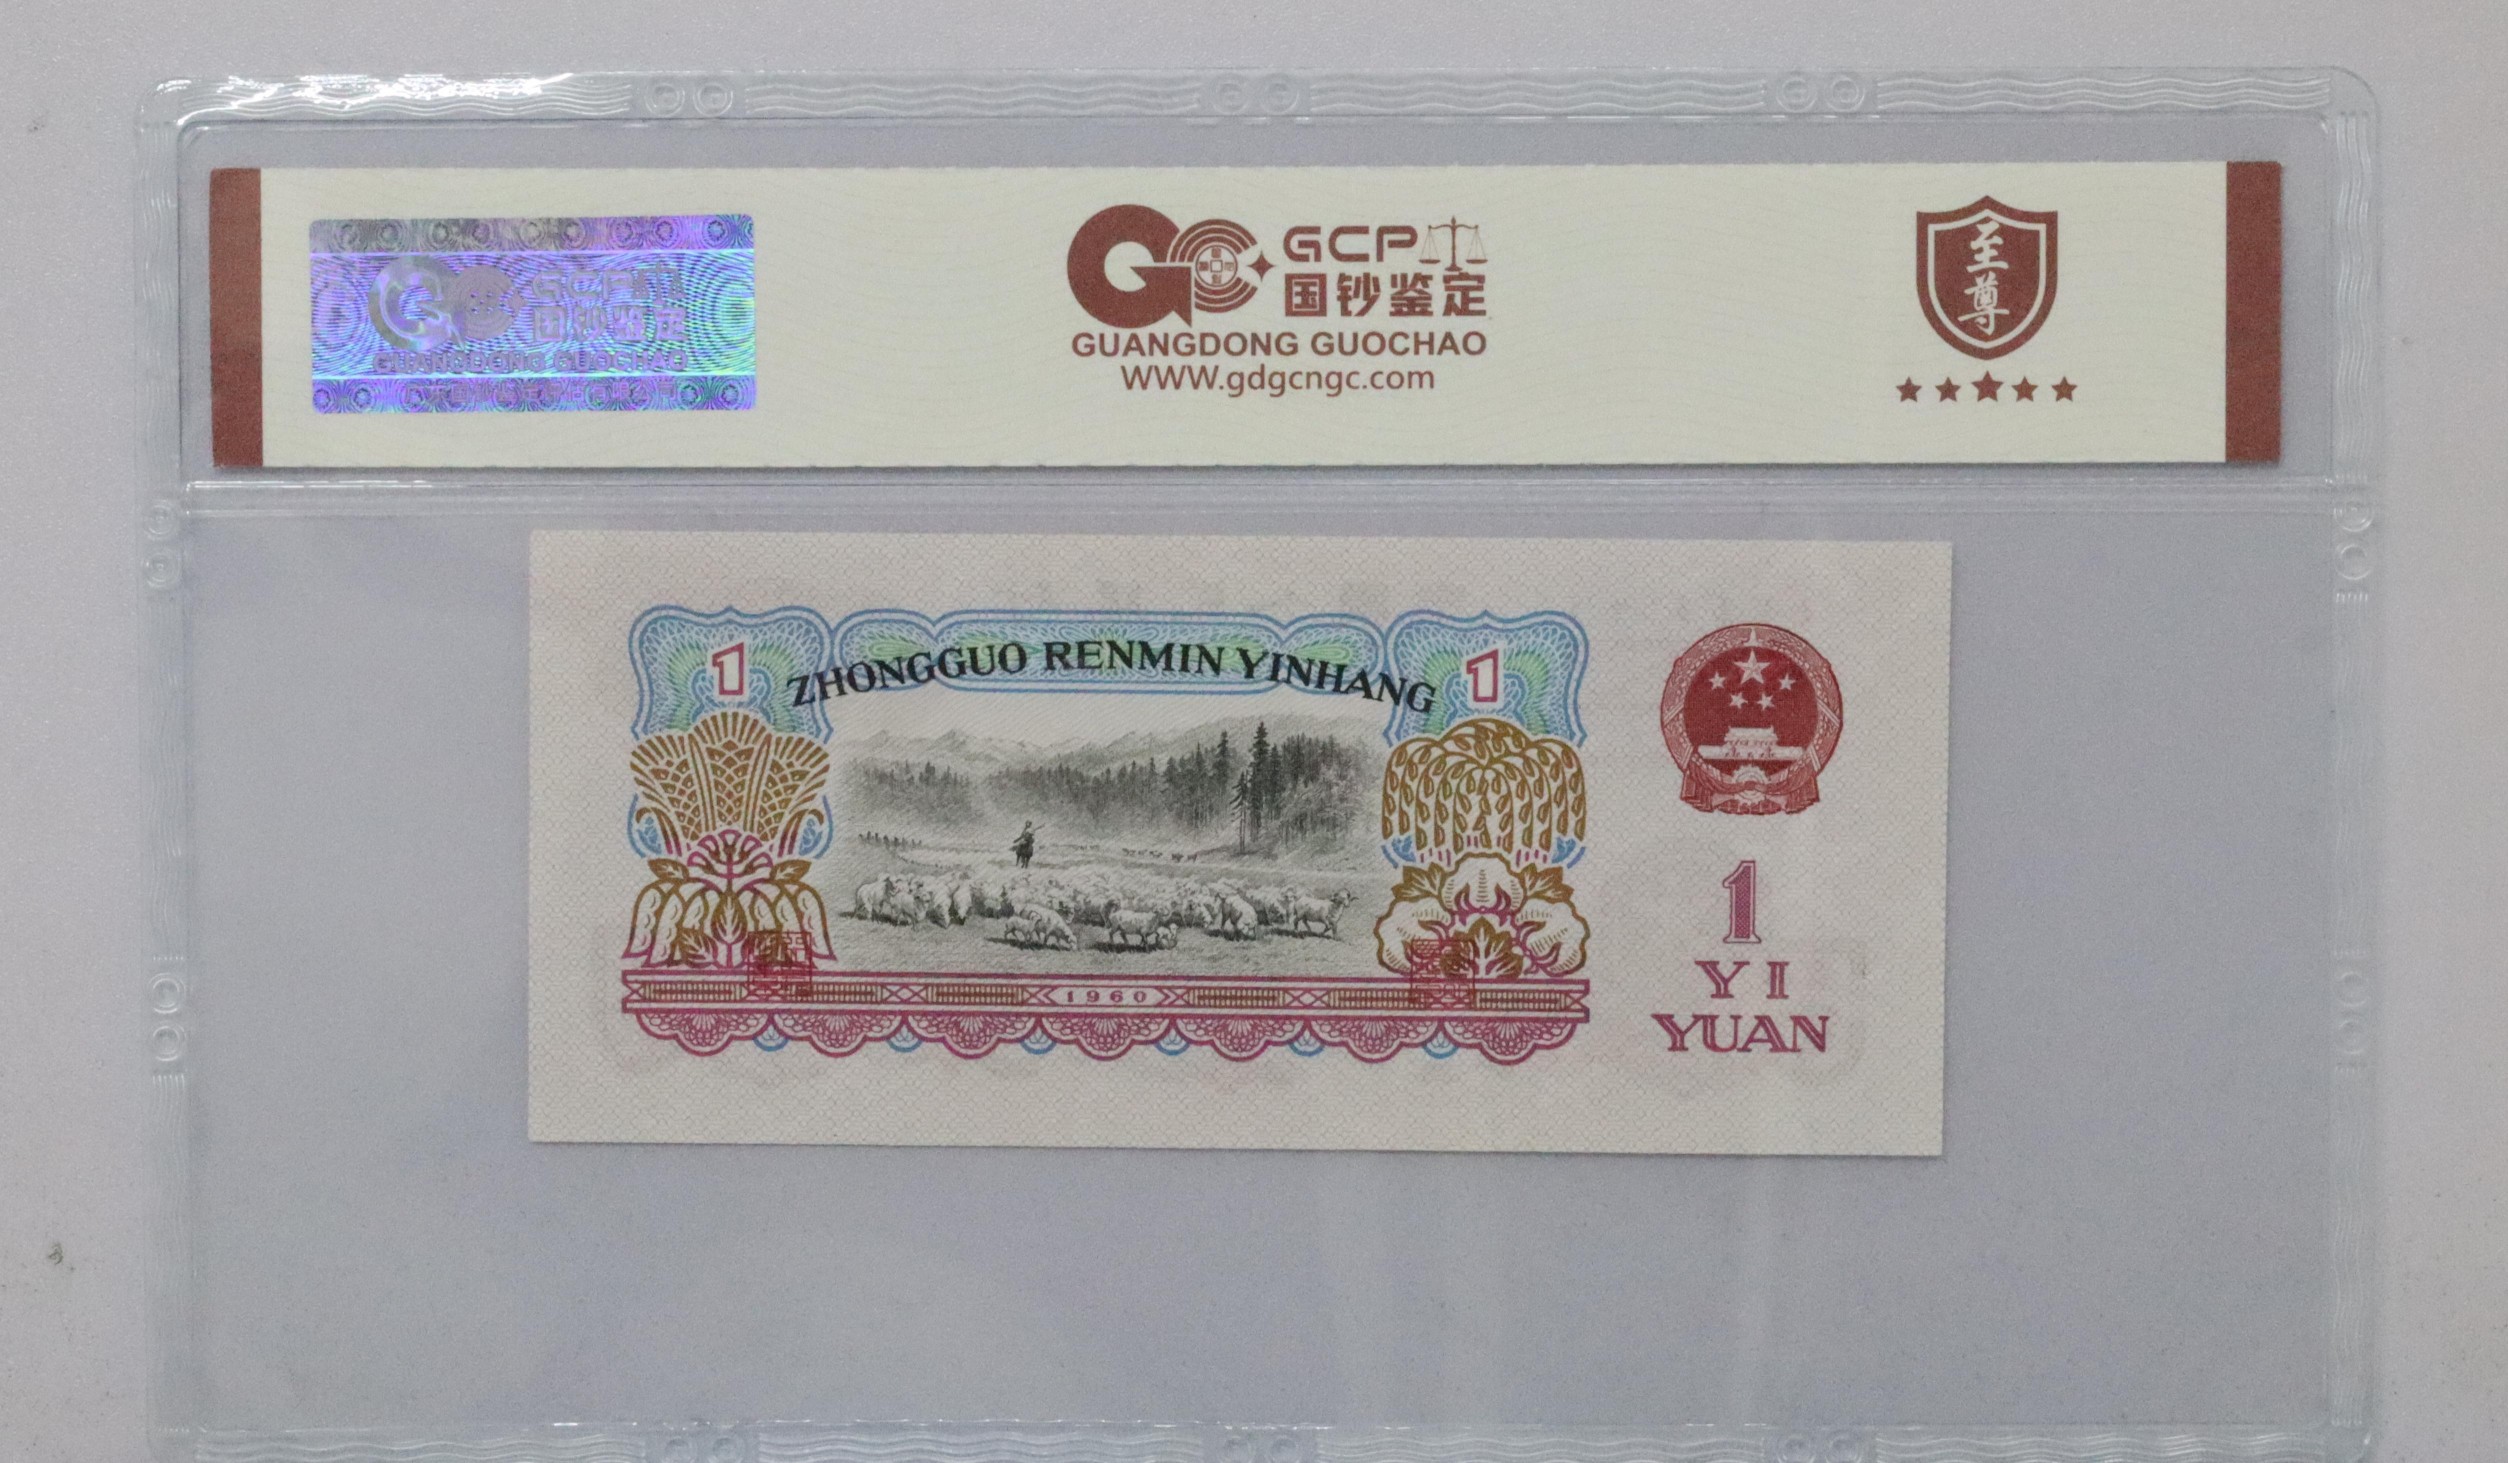 GCP
国钞鉴定
GUANGDONG GUOCHAO
GCP
国钞鉴定
GUANGDONG GUOCHAO
WWW.gdgcngc.com
至
尊
ZHONGGUO RENMIN YINHANG
1
1
1960
1
YI
YUAN